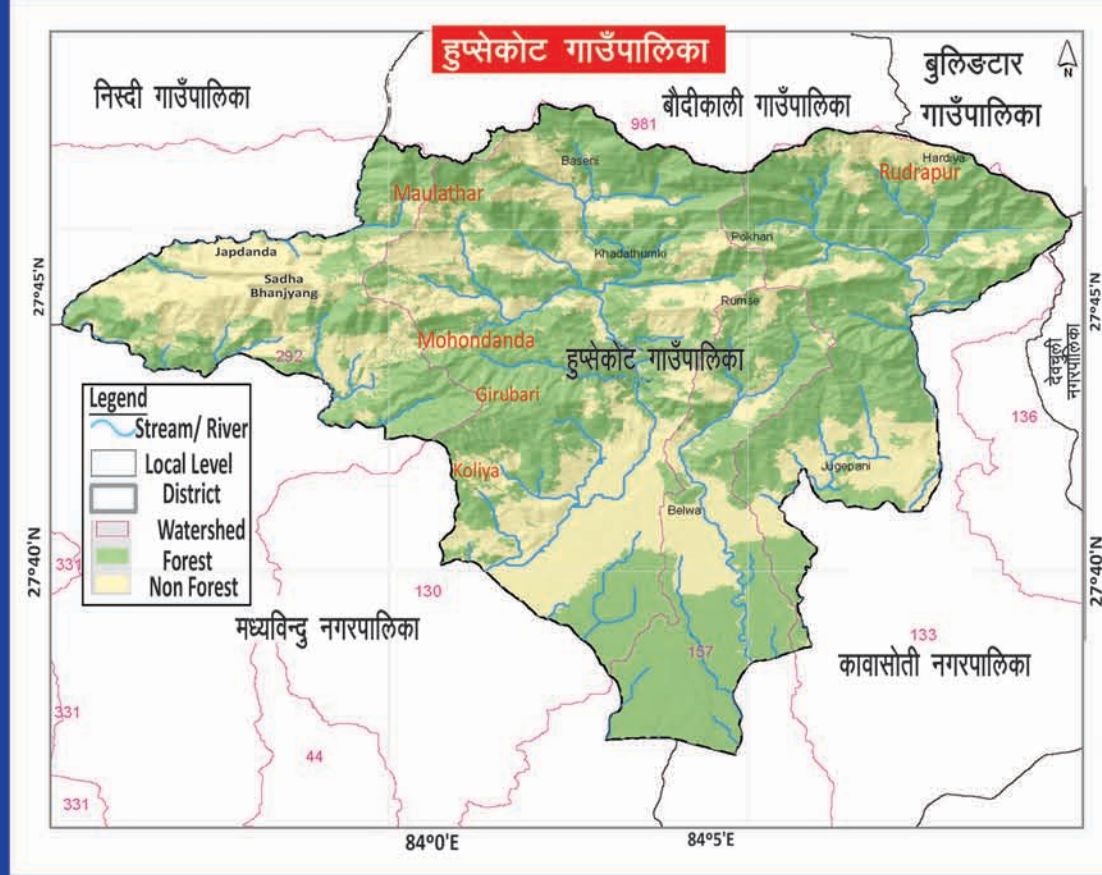 हुप्सेकोट गाउँपालिका
निस्दी गाउँपालिका
बौदीकाली गाउँपालिका
बुलिङटार
गाउँपालिका
N
981
Baseni
Hardiya
Rudrapur
Maulathar
Pokhari
Japdanda
Khadathumki
Sadha
Bhanjyang
27°45'N
27°45'N
Rumse
292
Mohondanda
हुप्सेकोट गाउँपालिका
देवचुली
नगरपालिका
Girubari
136
Legend
Stream/ River
Local Level
District
Watershed
Forest
Non Forest
Koliya
Jugepani
Belwa
27°40'N
27°40'N
331
130
मध्यविन्दु नगरपालिका
133
157
कावासोती नगरपालिका
331
44
331
84°0'E
84°5'E